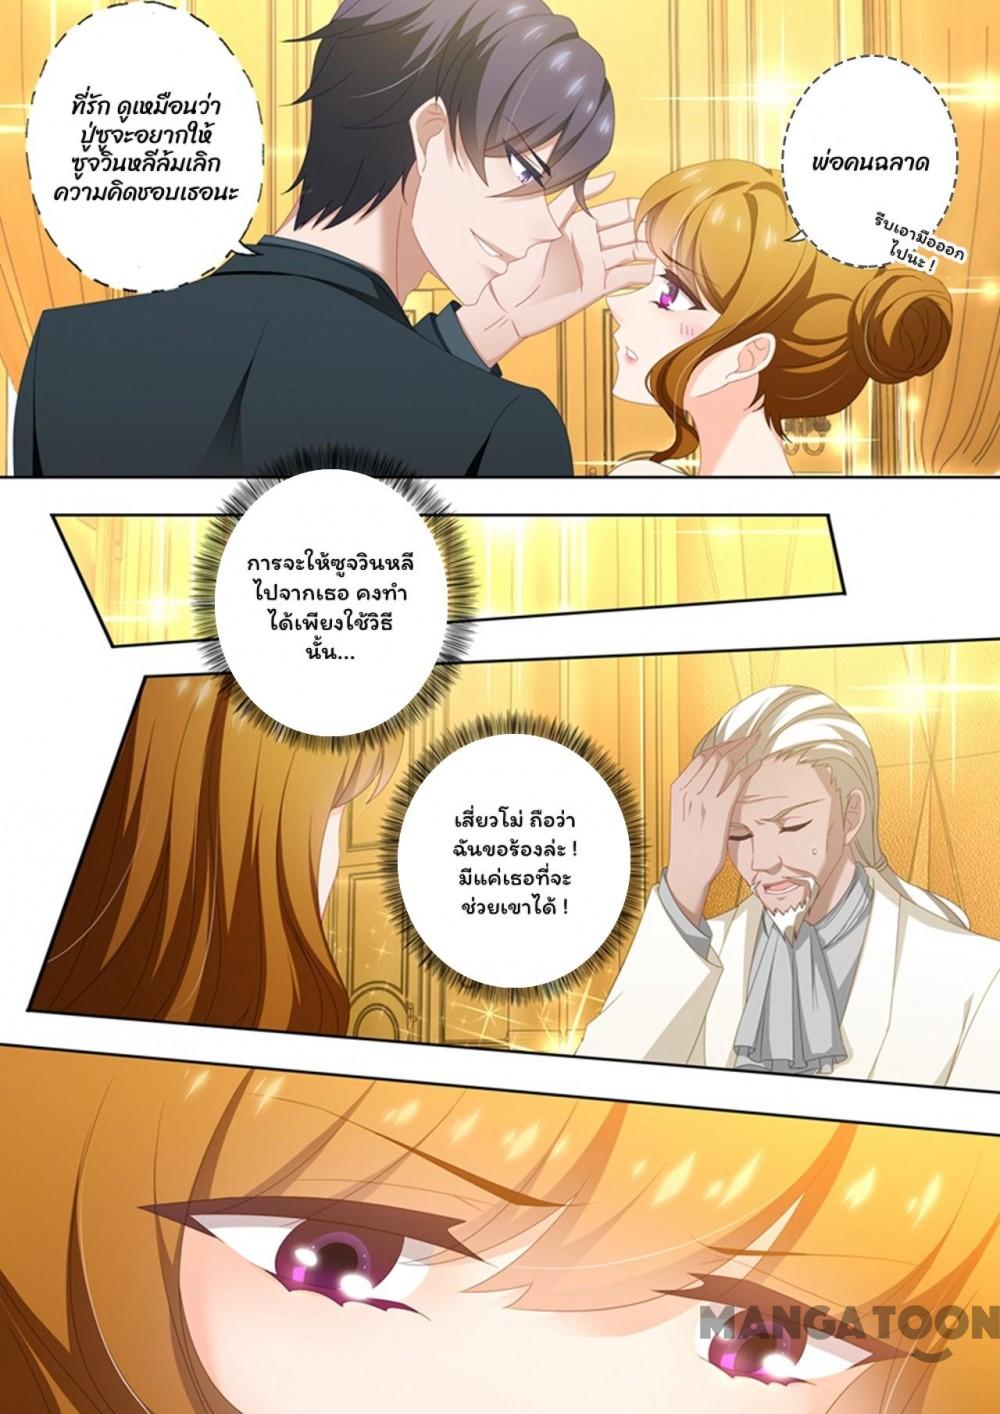 ที่รัก ดูเหมือนว่า
ปู่ซูจะอยากให้
ซูจวินหลีล้มเลิก
ความคิดชอบเธอนะ
พ่อคนฉลาด
รีบเอามือออก
ไปนะ !
การจะให้ซูจวินหลี
ไปจากเธอ คงทำ
ได้เพียงใช้วิธี
นั้น...
เสี่ยวโม่ ถือว่า
ฉันขอร้องล่ะ !
มีแค่เธอที่จะ
ช่วยเขาได้ !
MANGATOON